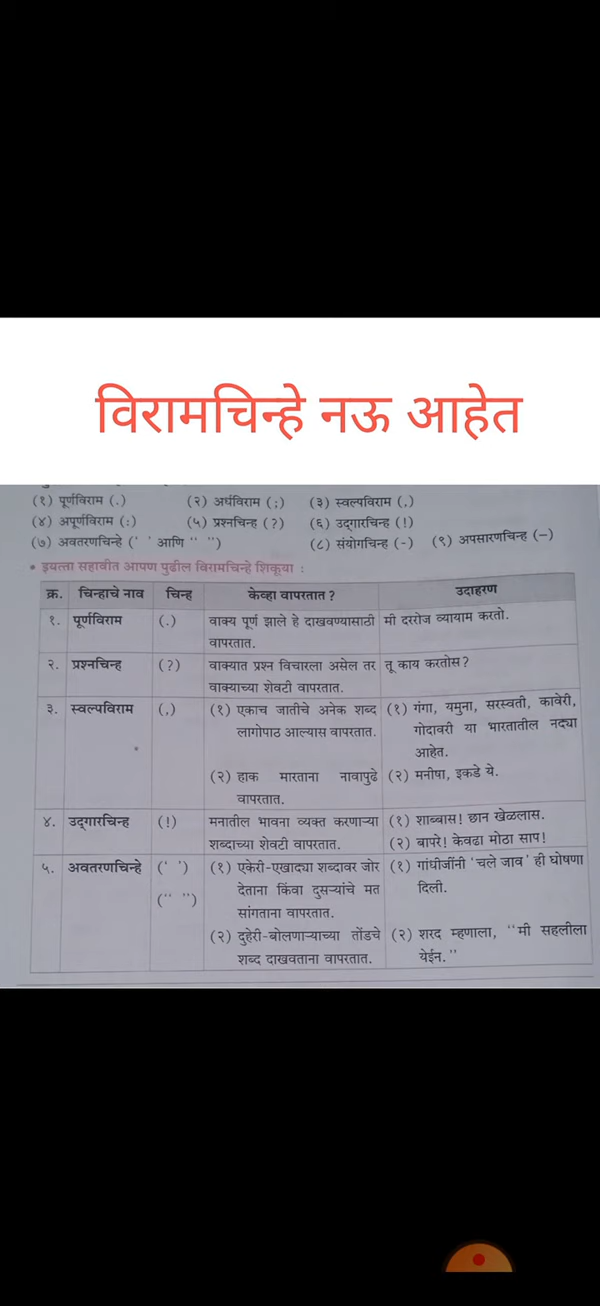 विरामचिन्हे नऊ आहेत
(१) पूर्णविराम (.) (२) अर्धविराम (;) (३) स्वल्पविराम (,)
(४) अपूर्णविराम (:) (५) प्रश्नचिन्ह (?) (६) उद्‌गारचिन्ह (!)
(७) अवतरणचिन्हे (‘ ’ आणि “ ”) (८) संयोगचिन्ह (-) (९) अपसारणचिन्ह (–)
• इयत्ता सहावीत आपण पुढील विरामचिन्हे शिकूया :
क्र. चिन्हाचे नाव चिन्ह केव्हा वापरतात ? उदाहरण
१. पूर्णविराम (.) वाक्य पूर्ण झाले हे दाखवण्यासाठी मी दररोज व्यायाम करतो.
वापरतात.
२. प्रश्नचिन्ह (?) वाक्यात प्रश्न विचारला असेल तर तू काय करतोस?
वाक्याच्या शेवटी वापरतात.
३. स्वल्पविराम (,) (१) एकाच जातीचे अनेक शब्द (१) गंगा, यमुना, सरस्वती, कावेरी,
लागोपाठ आल्यास वापरतात. गोदावरी या भारतातील नद्या
आहेत.
(२) हाक मारताना नावापुढे (२) मनीषा, इकडे ये.
वापरतात.
४. उद्‌गारचिन्ह (!) मनातील भावना व्यक्त करणाऱ्या (१) शाब्बास! छान खेळलास.
शब्दाच्या शेवटी वापरतात. (२) बापरे! केवढा मोठा साप!
५. अवतरणचिन्हे (‘ ’) (१) एकेरी-एखाद्या शब्दावर जोर (१) गांधीजींनी ‘चले जाव’ ही घोषणा
(“ ”) देताना किंवा दुसऱ्यांचे मत दिली.
सांगताना वापरतात.
(२) दुहेरी-बोलणाऱ्याच्या तोंडचे (२) शरद म्हणाला, “मी सहलीला
शब्द दाखवताना वापरतात. येईन.”